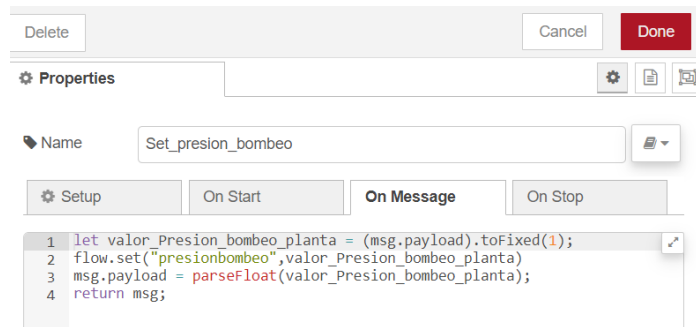 Delete
Cancel
Done
Properties
Name
Set_presion_bombeo
Setup
On Start
On Message
On Stop
1 let valor_Presion_bombeo_planta = (msg.payload).toFixed(1);
2 flow.set("presionbombeo",valor_Presion_bombeo_planta)
3 msg.payload = parseFloat(valor_Presion_bombeo_planta);
4 return msg;